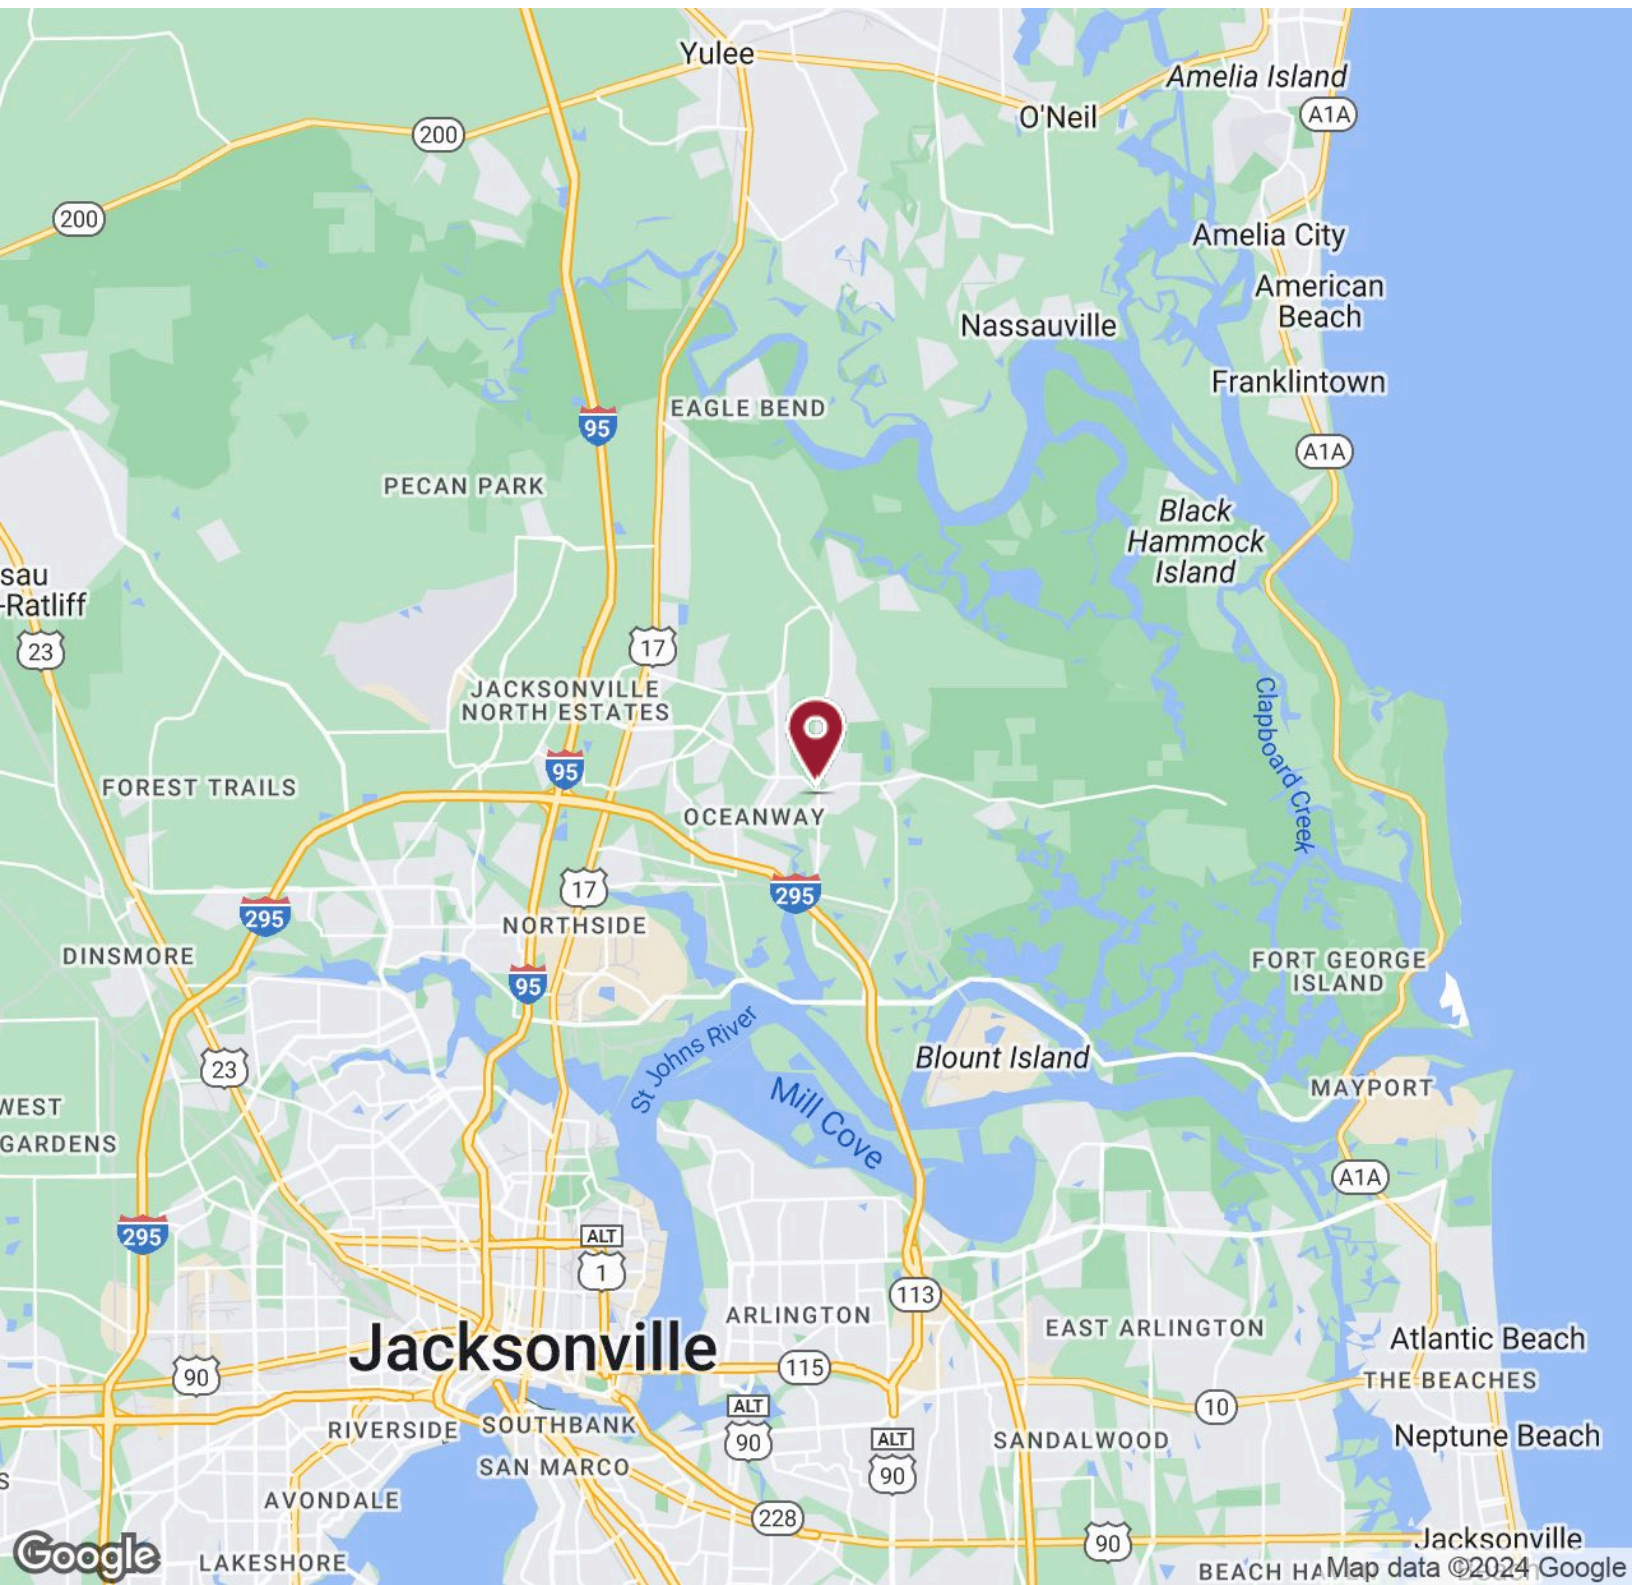 Yulee
Amelia Island
O'Neil
A1A
200
200
Amelia City
American
Beach
Nassauville
Franklintown
EAGLE BEND
95
A1A
PECAN PARK
Black
Hammock
Island
sau
-Ratliff
23
17
JACKSONVILLE
NORTH ESTATES
Clapboard Creek
95
FOREST TRAILS
OCEANWAY
17
295
295
NORTHSIDE
DINSMORE
FORT GEORGE
ISLAND
95
St Johns River
Blount Island
23
Mill Cove
MAYPORT
WEST
GARDENS
A1A
295
ALT
1
113
ARLINGTON
EAST ARLINGTON
Jacksonville
Atlantic Beach
115
90
THE BEACHES
ALT
90
10
RIVERSIDE
SOUTHBANK
ALT
90
SANDALWOOD
Neptune Beach
S
SAN MARCO
AVONDALE
228
90
Jacksonville
Google
LAKESHORE
BEACH HA
Map data ©2024 Google